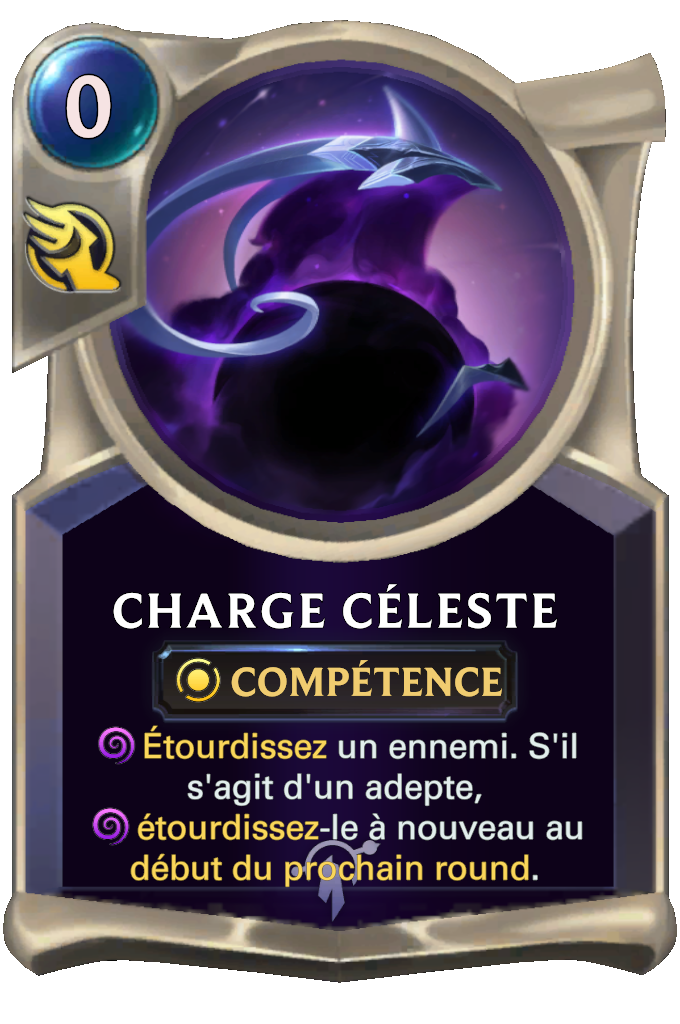 0
CHARGE CÉLESTE
COMPÉTENCE
Étourdissez un ennemi. S'il
s'agit d'un adepte,
étourdissez-le à nouveau au
début du prochain round.